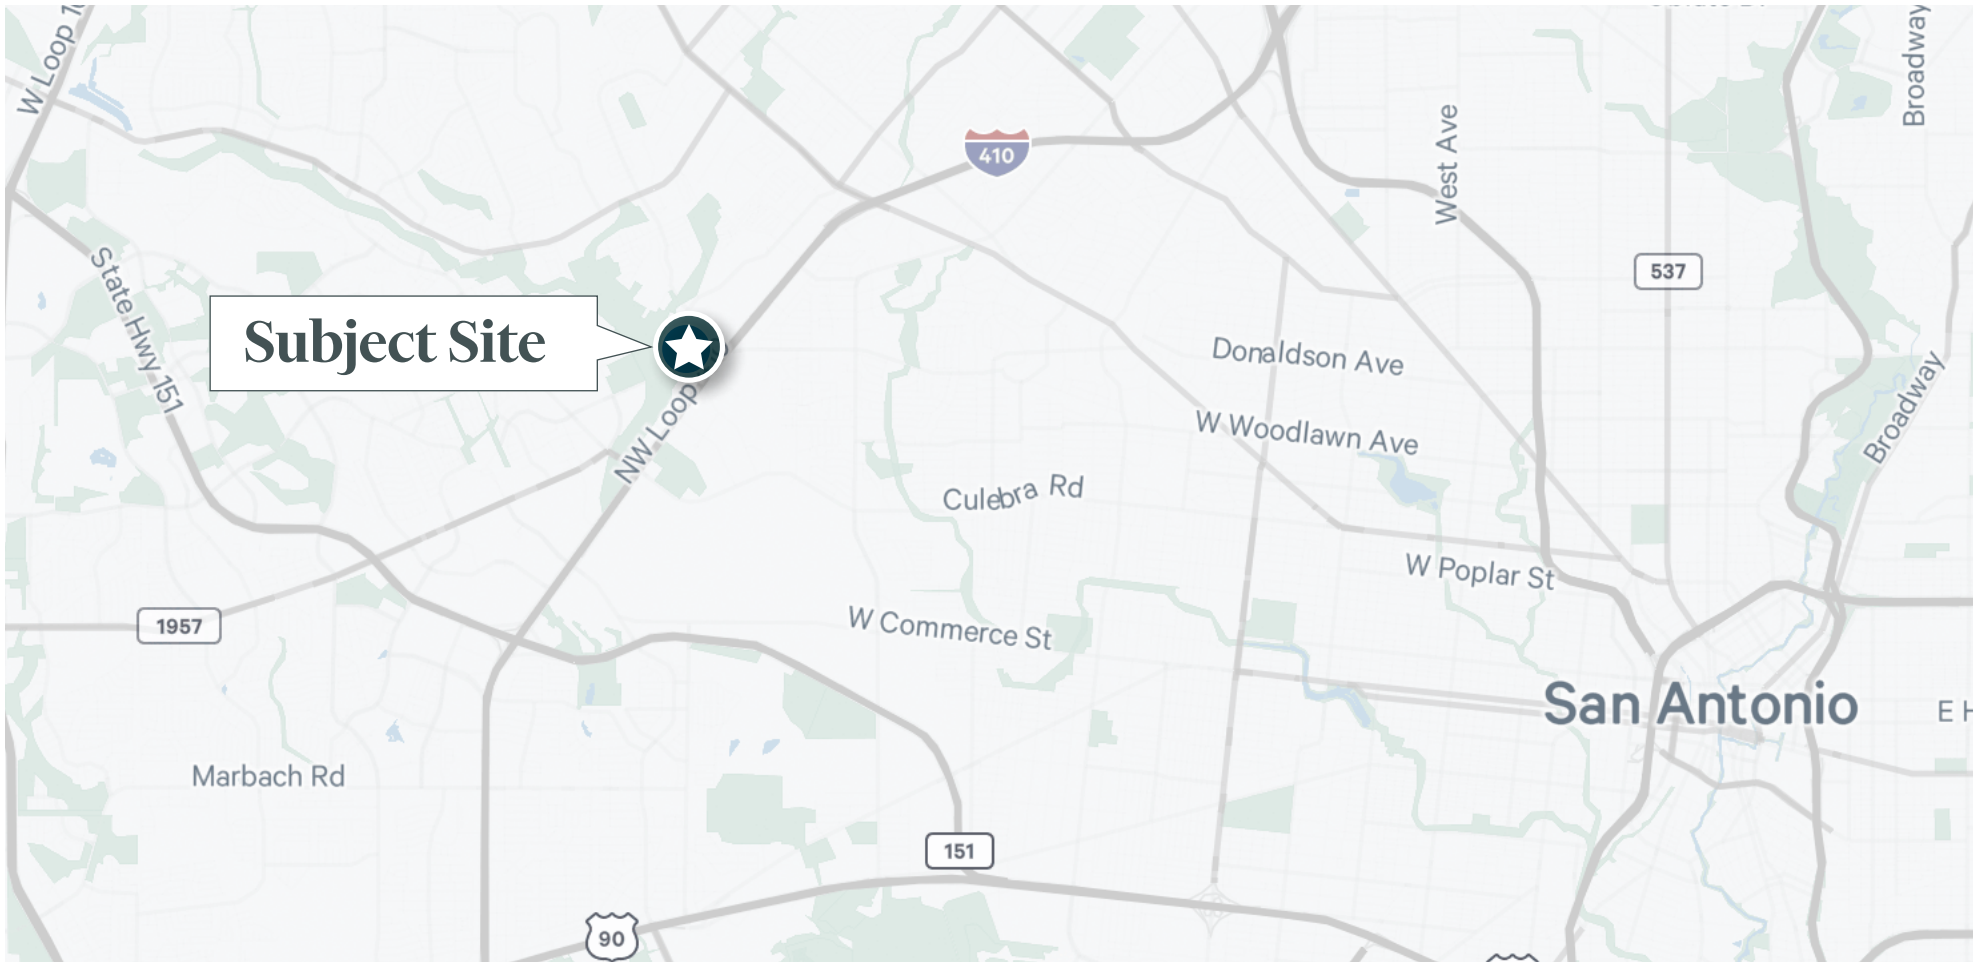 W Loop 1
Broadway
410
West Ave
537
State Hwy 151
Subject Site
NW Loop
Donaldson Ave
W Woodlawn Ave
Broadway
Culebra Rd
W Poplar St
1957
W Commerce St
San Antonio
E H
Marbach Rd
151
90